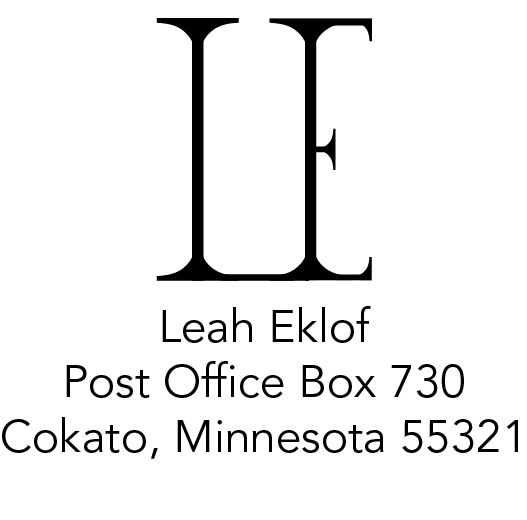 LE
Leah Eklof
Post Office Box 730
Cokato, Minnesota 55321